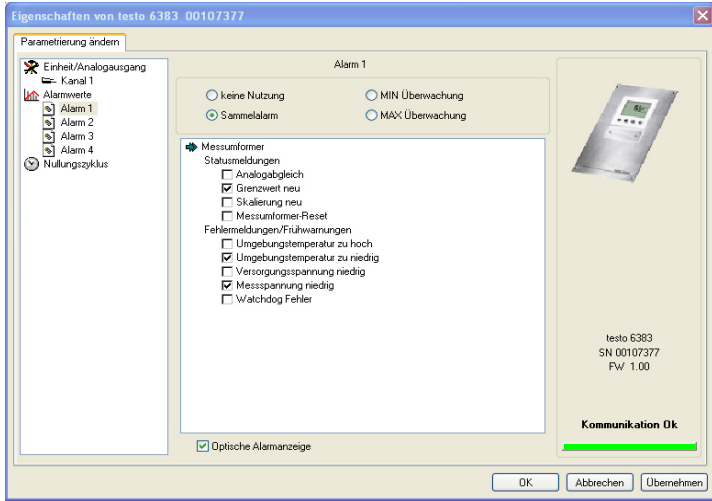 Eigenschaften von testo 6383 00107377
Parametrierung ändern
Einheit/Analogausgang
Kanal 1
Alarmwerte
Alarm 1
Alarm 2
Alarm 3
Alarm 4
Nullungszyklus
Alarm 1
keine Nutzung
MIN Überwachung
Sammelalarm
MAX Überwachung
Messumformer
Statusmeldungen
Analogabgleich
Grenzwert neu
Skalierung neu
Messumformer-Reset
Fehlermeldungen/Frühwarnungen
Umgebungstemperatur zu hoch
Umgebungstemperatur zu niedrig
Versorgungsspannung niedrig
Messspannung niedrig
Watchdog Fehler
Optische Alarmanzeige
testo 6383
SN 00107377
FW 1.00
Kommunikation Ok
OK
Abbrechen
Übernehmen